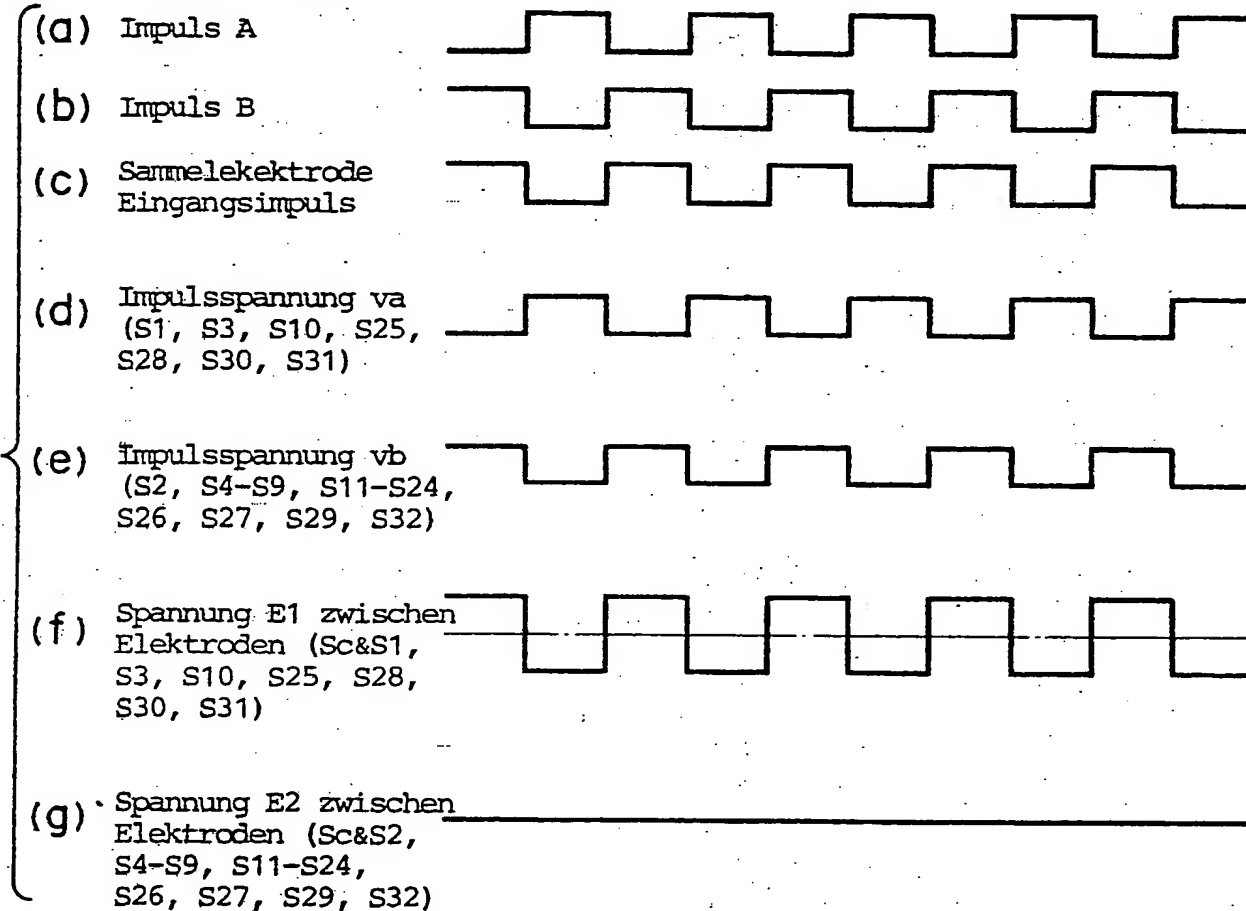 (a) Impuls A
(b) Impuls B
(c) Sammelekektrode
Eingangsimpuls
(d) Impulsspannung va
(S1, S3, S10, S25,
S28, S30, S31)
(e) Impulsspannung vb
(S2, S4-S9, S11-S24,
S26, S27, S29, S32)
(f) Spannung E1 zwischen
Elektroden (Sc&S1,
S3, S10, S25, S28,
S30, S31)
(g) Spannung E2 zwischen
Elektroden (Sc&S2,
S4-S9, S11-S24,
S26, S27, S29, S32)